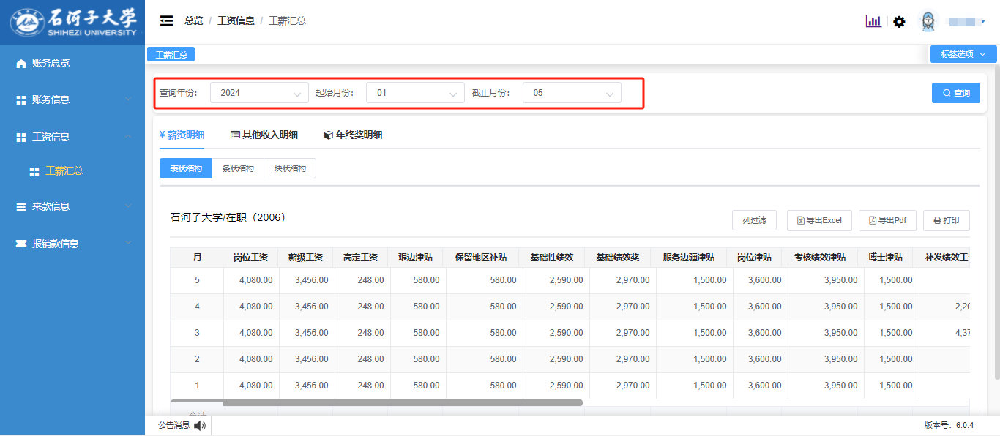 石河子大学
SHIHEZI UNIVERSITY
总览 / 工资信息 / 工薪汇总
账务总览
账务信息
工资信息
工薪汇总
来款信息
报销款信息
工薪汇总
标签选项
查询年份： 2024 起始月份： 01 截止月份： 05
查询
¥ 薪资明细 其他收入明细 年终奖明细
表状结构 条状结构 块状结构
石河子大学/在职（2006）
列过滤 导出Excel 导出Pdf 打印
月 岗位工资 薪级工资 高定工资 艰边津贴 保留地区补贴 基础性绩效 基础绩效奖 服务边疆津贴 岗位津贴 考核绩效津贴 博士津贴 补发绩效工
5 4,080.00 3,456.00 248.00 580.00 580.00 2,590.00 2,970.00 1,500.00 3,600.00 3,950.00 1,500.00
4 4,080.00 3,456.00 248.00 580.00 580.00 2,590.00 2,970.00 1,500.00 3,600.00 3,950.00 1,500.00 2,20
3 4,080.00 3,456.00 248.00 580.00 580.00 2,590.00 2,970.00 1,500.00 3,600.00 3,950.00 1,500.00 4,37
2 4,080.00 3,456.00 248.00 580.00 580.00 2,590.00 2,970.00 1,500.00 3,600.00 3,950.00 1,500.00
1 4,080.00 3,456.00 248.00 580.00 580.00 2,590.00 2,970.00 1,500.00 3,600.00 3,950.00 1,500.00
公告消息
版本号：6.0.4